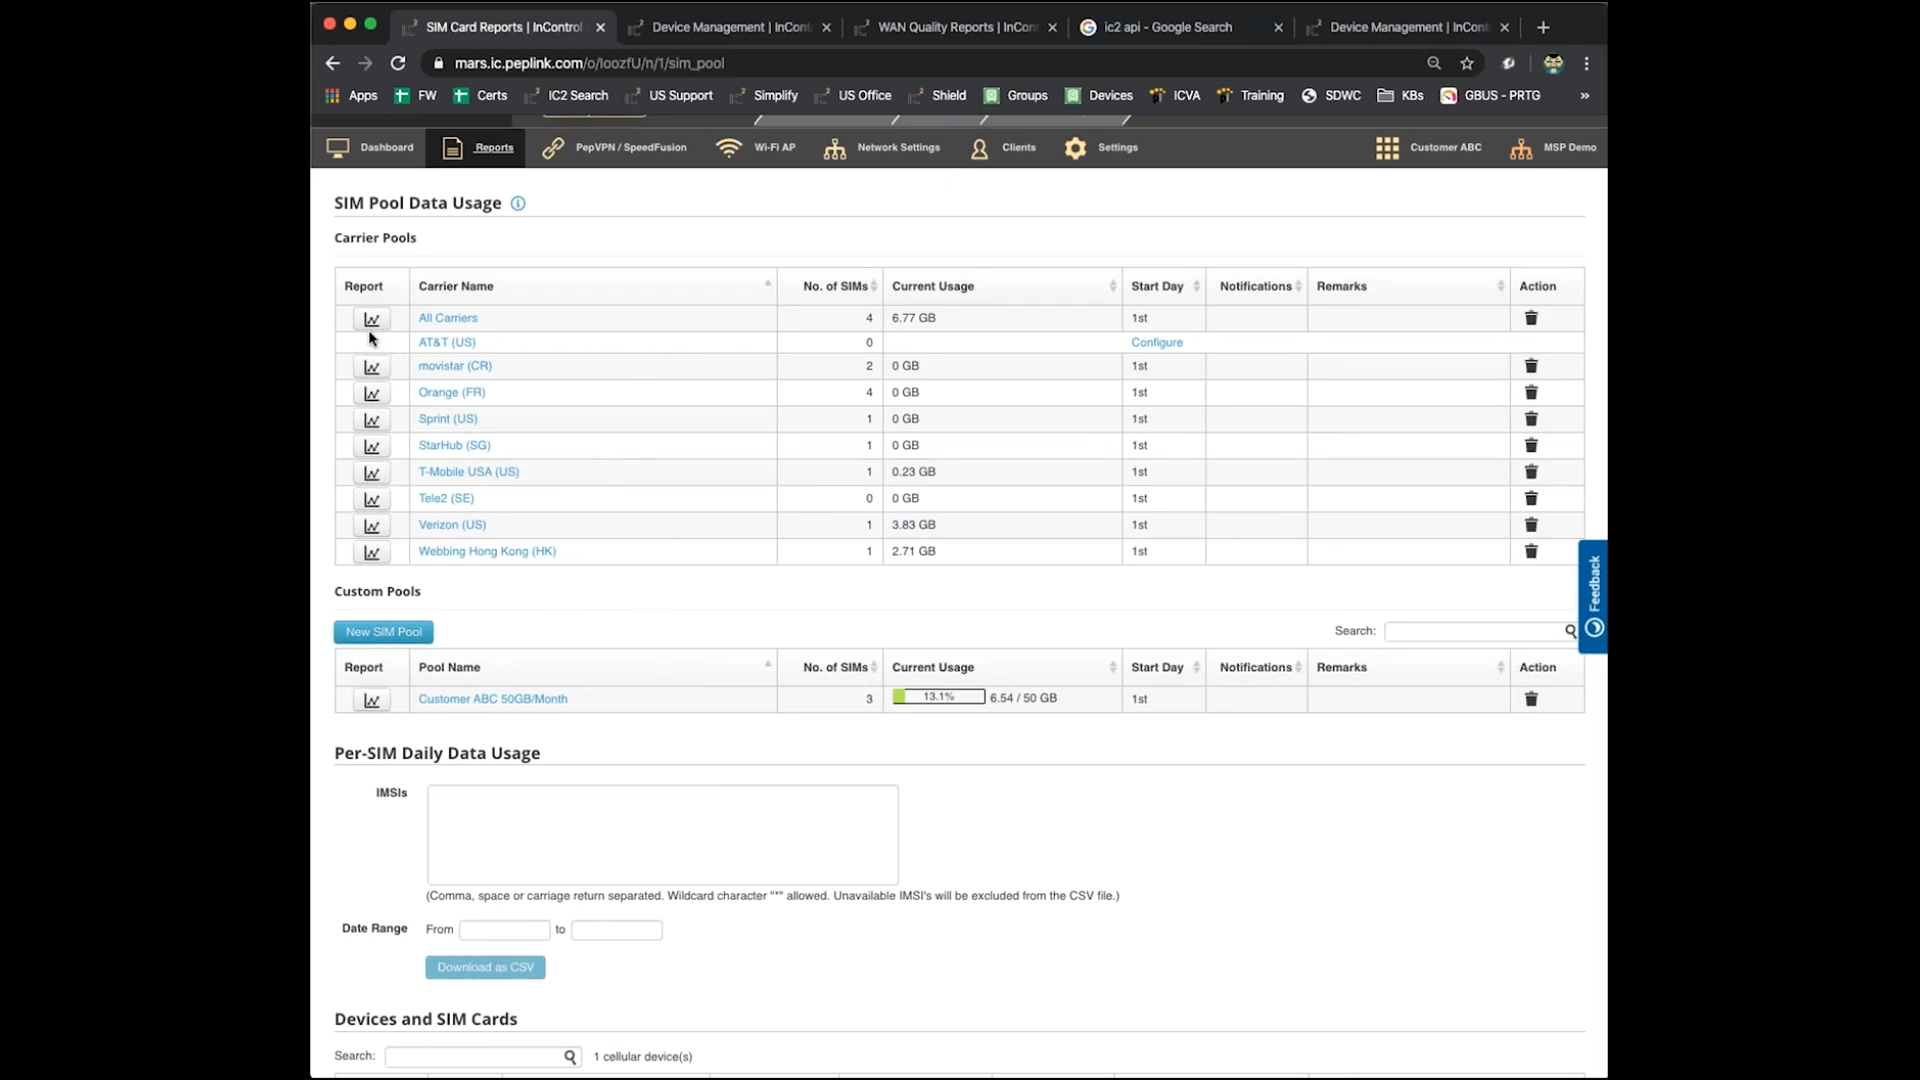 SIM Card Reports | InControl
Device Management | InCont
WAN Quality Reports | InCont
ic2 api - Google Search
Device Management | InCont
mars.ic.peplink.com/o/IoozfU/n/1/sim_pool
Apps FW Certs IC2 Search US Support Simplify US Office Shield Groups Devices ICVA Training SDWC KBs GBUS - PRTG »
Dashboard Reports PepVPN / SpeedFusion Wi-Fi AP Network Settings Clients Settings Customer ABC MSP Demo
SIM Pool Data Usage
Carrier Pools
Report Carrier Name No. of SIMs Current Usage Start Day Notifications Remarks Action
All Carriers 4 6.77 GB 1st
AT&T (US) 0 Configure
movistar (CR) 2 0 GB 1st
Orange (FR) 4 0 GB 1st
Sprint (US) 1 0 GB 1st
StarHub (SG) 1 0 GB 1st
T-Mobile USA (US) 1 0.23 GB 1st
Tele2 (SE) 0 0 GB 1st
Verizon (US) 1 3.83 GB 1st
Webbing Hong Kong (HK) 1 2.71 GB 1st
Feedback
Custom Pools
New SIM Pool Search:
Report Pool Name No. of SIMs Current Usage Start Day Notifications Remarks Action
Customer ABC 50GB/Month 3 13.1% 6.54 / 50 GB 1st
Per-SIM Daily Data Usage
IMSIs
(Comma, space or carriage return separated. Wildcard character "*" allowed. Unavailable IMSI's will be excluded from the CSV file.)
Date Range From to
Download as CSV
Devices and SIM Cards
Search: 1 cellular device(s)